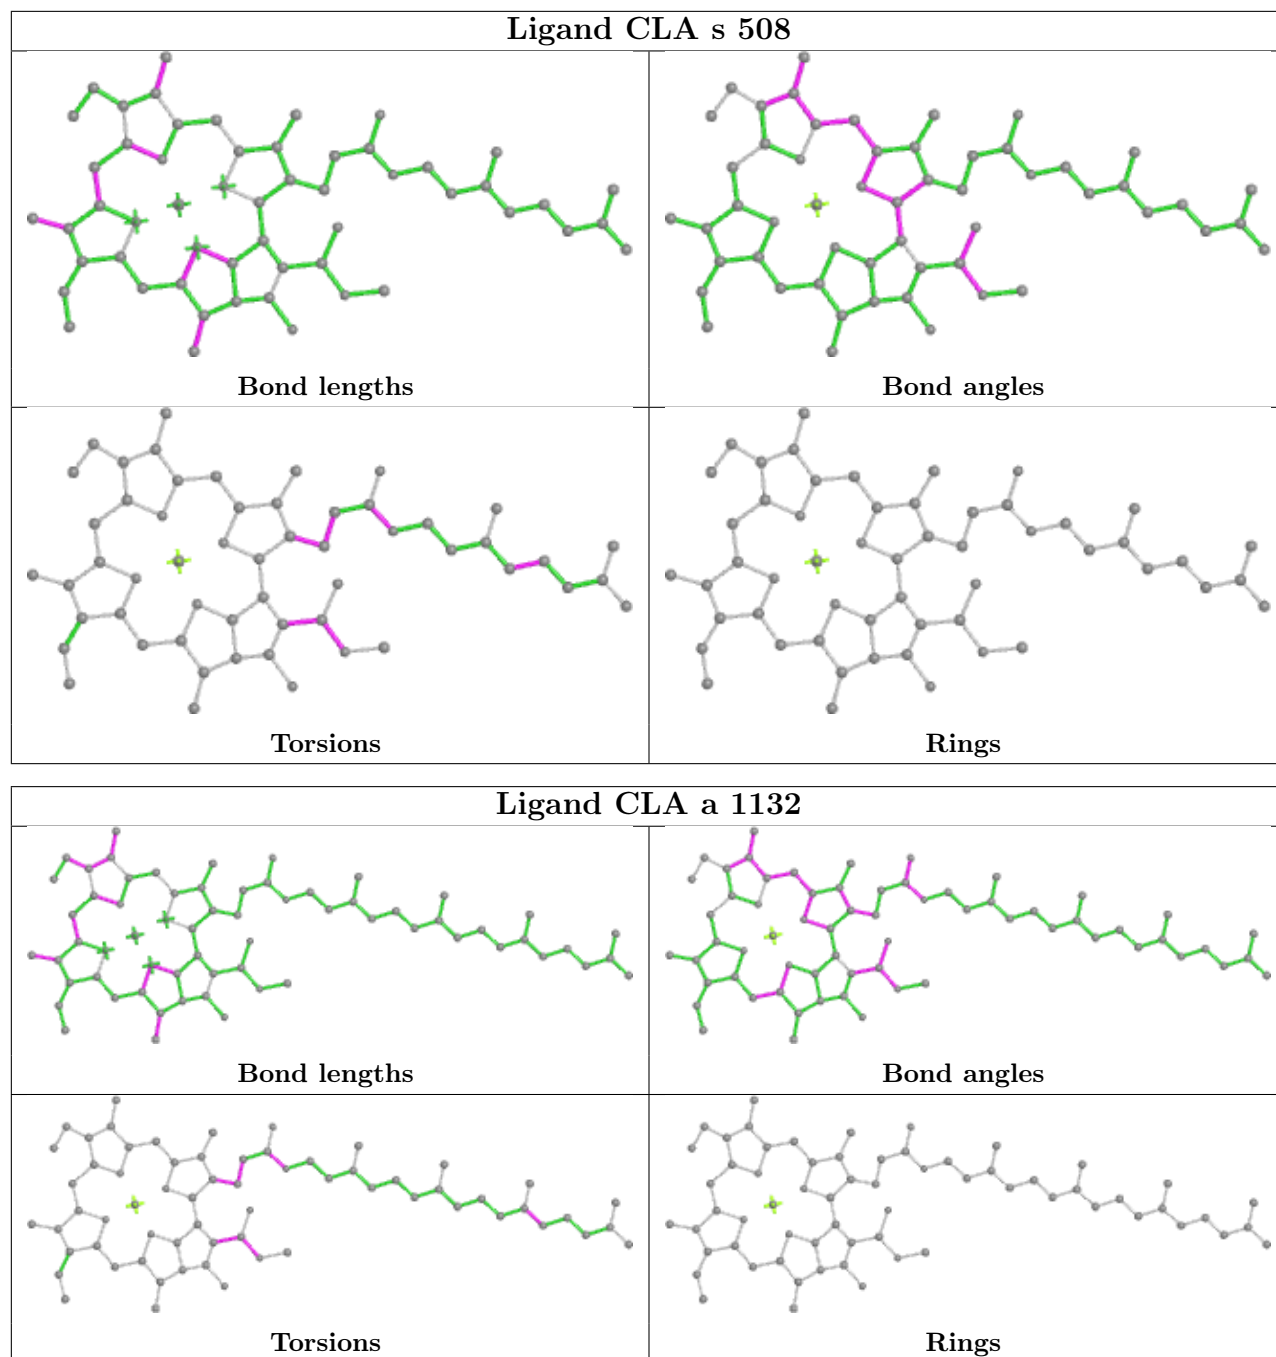 Ligand CLA s 508
Bond lengths
Bond angles
Torsions
Rings
Ligand CLA a 1132
Bond lengths
Bond angles
Torsions
Rings